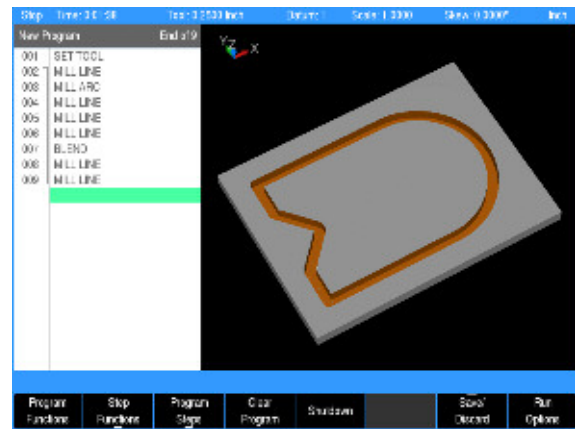 Stop Time: 3:01:58 Tool: 0.2500 Inch Datum: 1 Scale: 1.0000 Skew: 0.0000° Inch
New Program End of 9
001 SET TOOL
002 MILL LINE
003 MILL ARC
004 MILL LINE
005 MILL LINE
006 MILL LINE
007 BLEND
008 MILL LINE
009 MILL LINE
Y Z X
Program Functions
Step Functions
Program Steps
Clear Program
Shutdown
Save/ Discard
Run Options